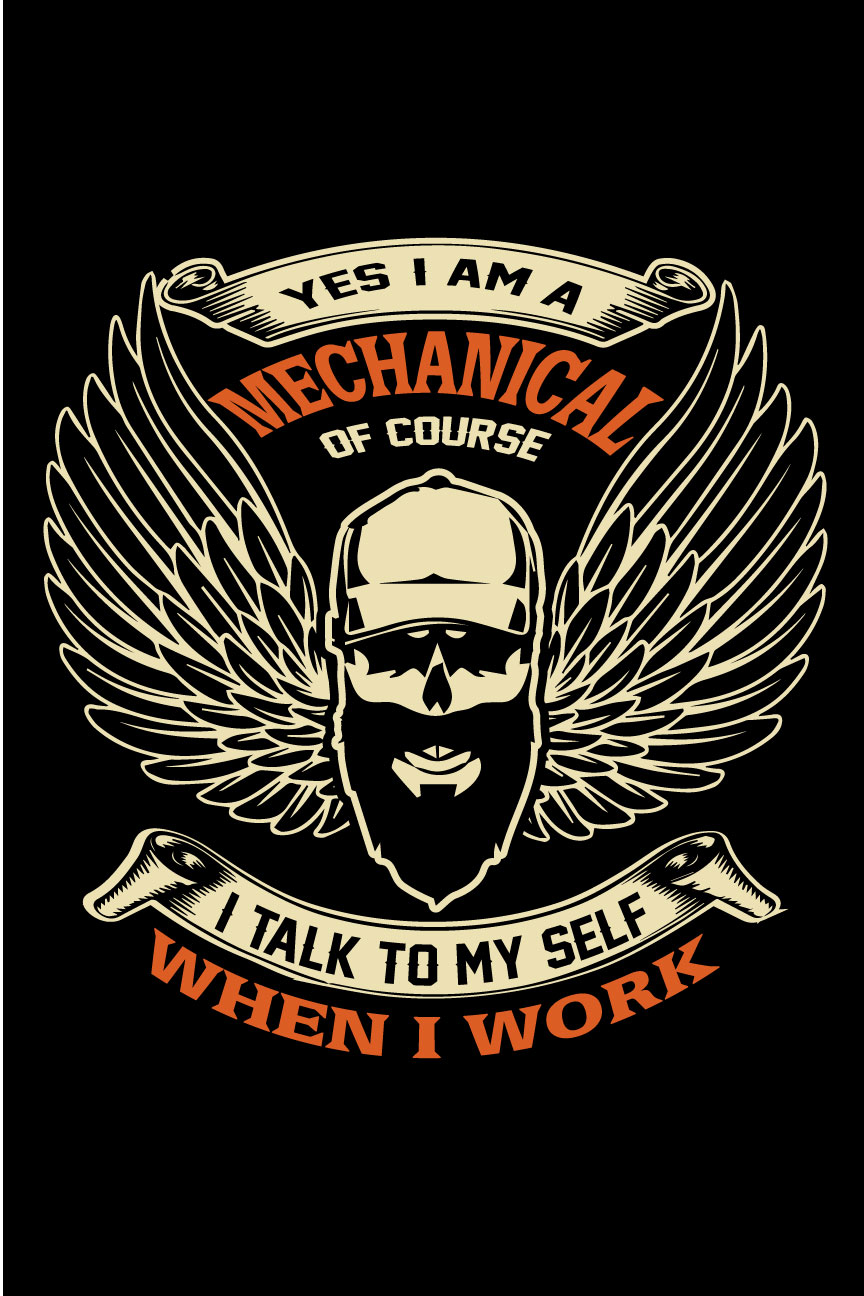 YES I AM A
MECHANICAL
OF COURSE
I TALK TO MY SELF
WHEN I WORK